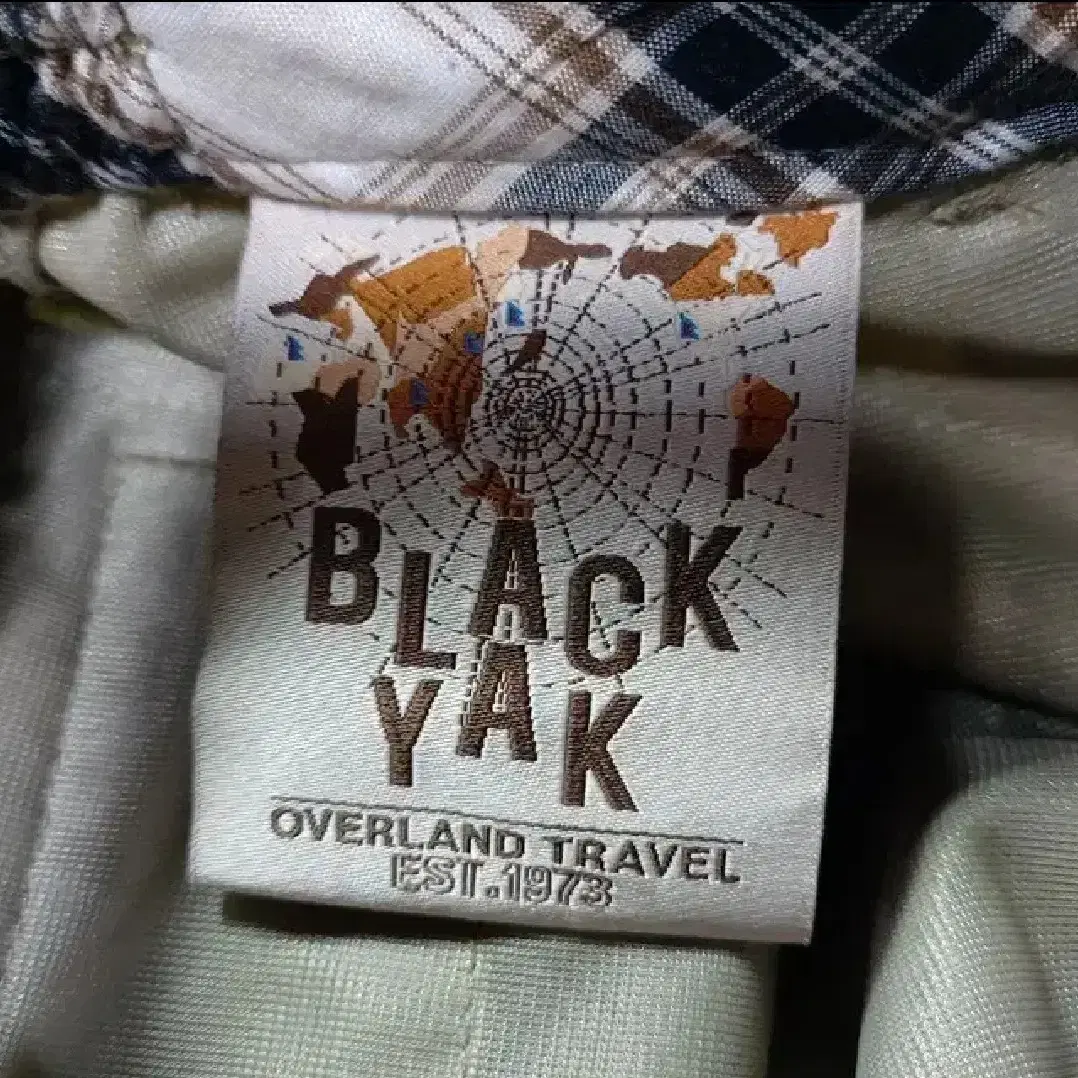 BLACK
YAK
OVERLAND TRAVEL
EST.1973